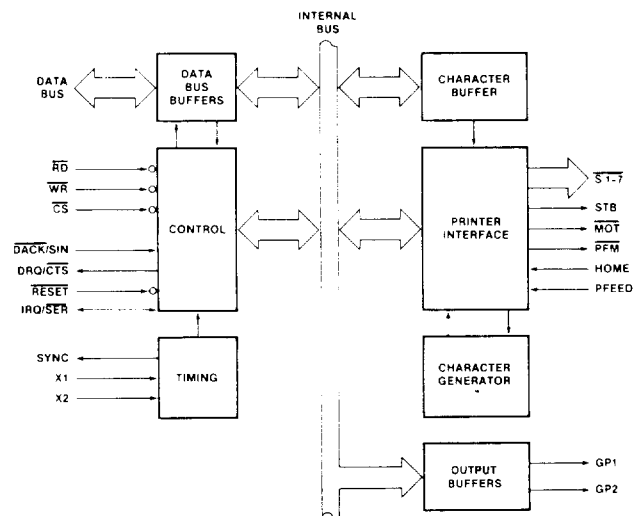 INTERNAL
BUS
DATA
BUS
DATA
BUS
BUFFERS
CHARACTER
BUFFER
RD
WR
CS
DACK/SIN
DRQ/CTS
RESET
IRQ/SER
CONTROL
PRINTER
INTERFACE
S1-7
STB
MOT
PFM
HOME
PFEED
SYNC
X1
X2
TIMING
CHARACTER
GENERATOR
OUTPUT
BUFFERS
GP1
GP2